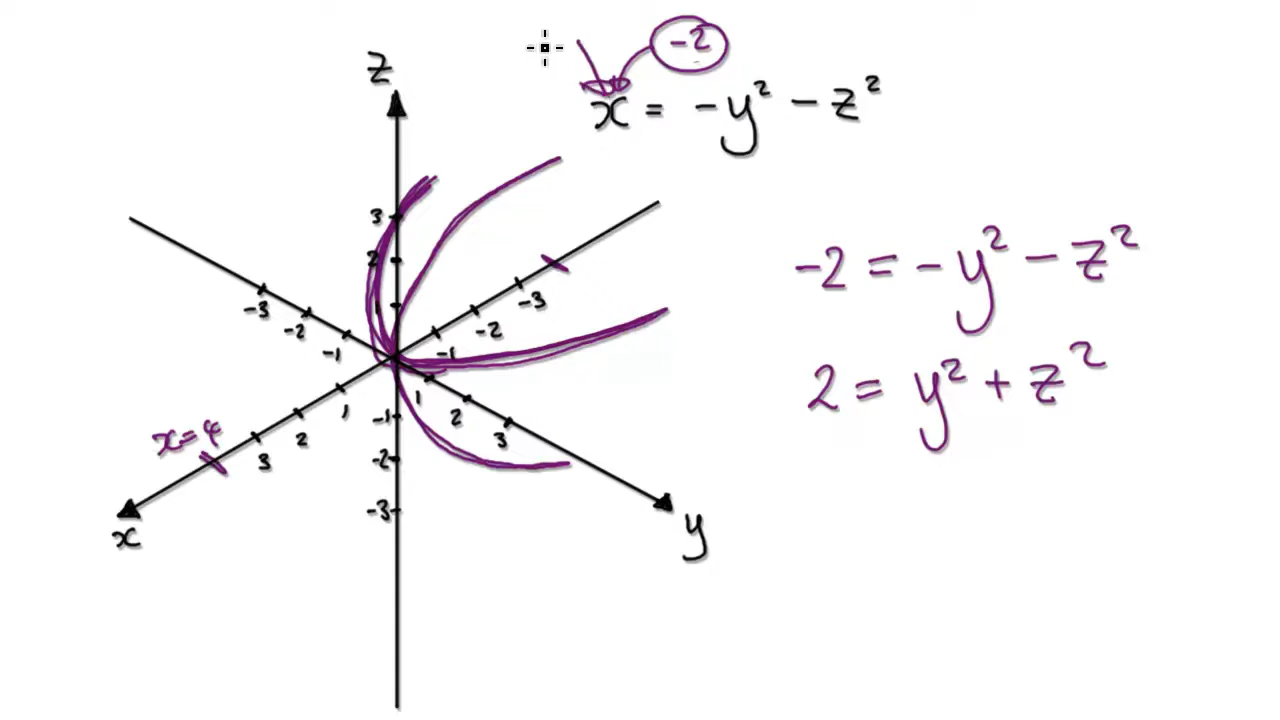 -2
z
x = -y² - z²
3
2
1
-3
-2
-1
-3
-2
-1
-2 = -y² - z²
2 = y² + z²
1
2
3
1
2
3
-1
-2
-3
x=4
x
y